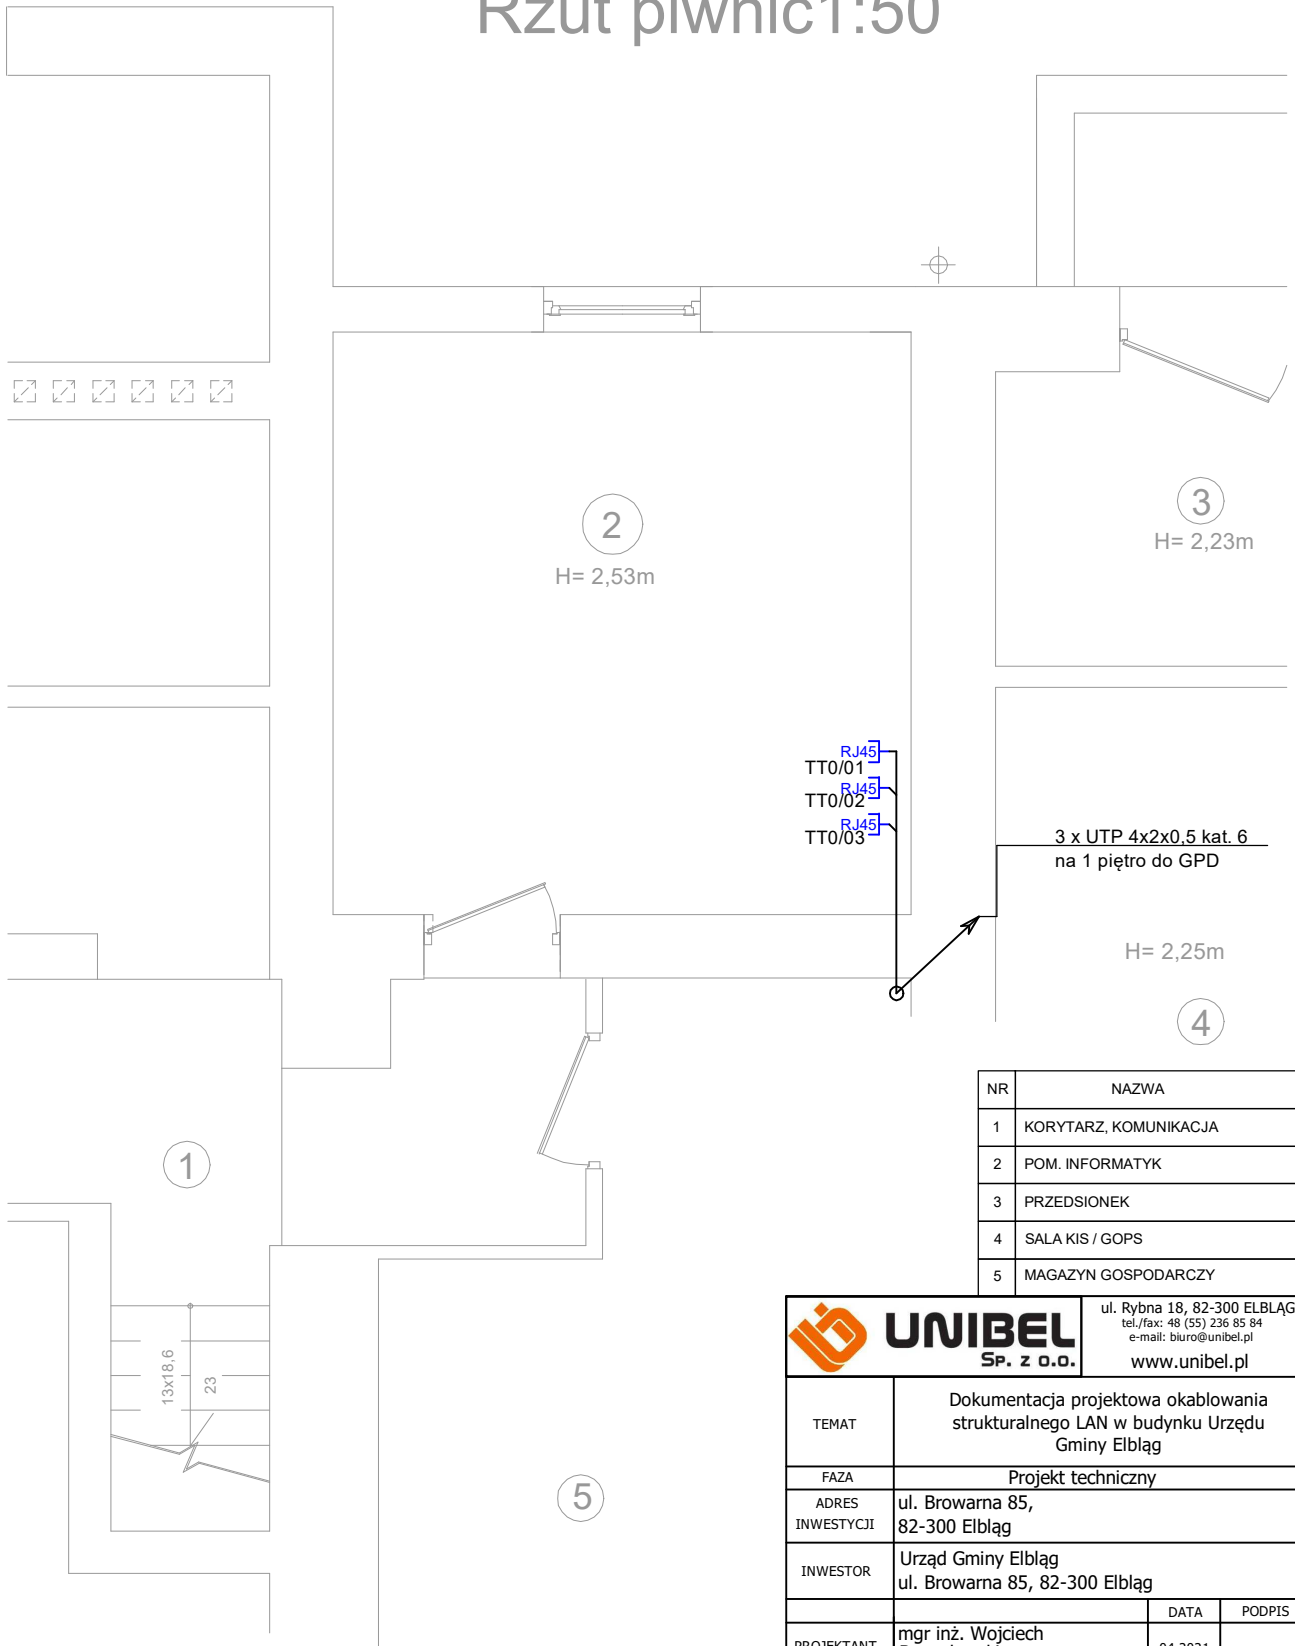 Rzut piwnic1:50
2
H= 2,53m
3
H= 2,23m
RJ45
TT0/01
RJ45
TT0/02
RJ45
TT0/03
3 x UTP 4x2x0,5 kat. 6
na 1 piętro do GPD
H= 2,25m
4
1
13x18,6
23
5
NR NAZWA
1 KORYTARZ, KOMUNIKACJA
2 POM. INFORMATYK
3 PRZEDSIONEK
4 SALA KIS / GOPS
5 MAGAZYN GOSPODARCZY
UNIBEL
Sp. z o.o.
ul. Rybna 18, 82-300 ELBLĄG
tel./fax: 48 (55) 236 85 84
e-mail: biuro@unibel.pl
www.unibel.pl
TEMAT
Dokumentacja projektowa okablowania
strukturalnego LAN w budynku Urzędu
Gminy Elbląg
FAZA Projekt techniczny
ADRES
INWESTYCJI
ul. Browarna 85,
82-300 Elbląg
INWESTOR
Urząd Gminy Elbląg
ul. Browarna 85, 82-300 Elbląg
DATA PODPIS
PROJEKTANT
mgr inż. Wojciech
04.2021